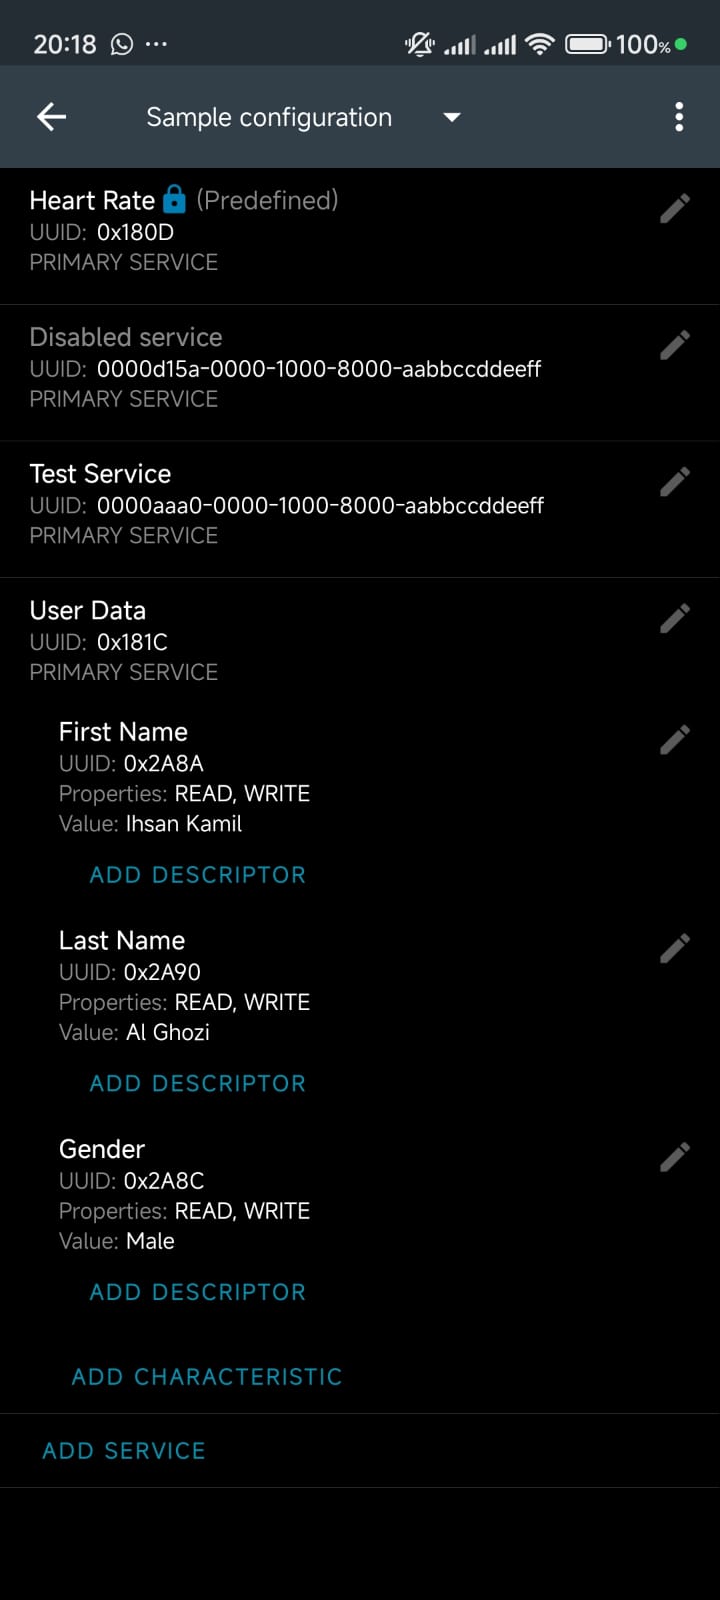 20:18 ... 100%
Sample configuration
Heart Rate (Predefined)
UUID: 0x180D
PRIMARY SERVICE
Disabled service
UUID: 0000d15a-0000-1000-8000-aabbccddeeff
PRIMARY SERVICE
Test Service
UUID: 0000aaa0-0000-1000-8000-aabbccddeeff
PRIMARY SERVICE
User Data
UUID: 0x181C
PRIMARY SERVICE
First Name
UUID: 0x2A8A
Properties: READ, WRITE
Value: Ihsan Kamil
ADD DESCRIPTOR
Last Name
UUID: 0x2A90
Properties: READ, WRITE
Value: Al Ghozi
ADD DESCRIPTOR
Gender
UUID: 0x2A8C
Properties: READ, WRITE
Value: Male
ADD DESCRIPTOR
ADD CHARACTERISTIC
ADD SERVICE